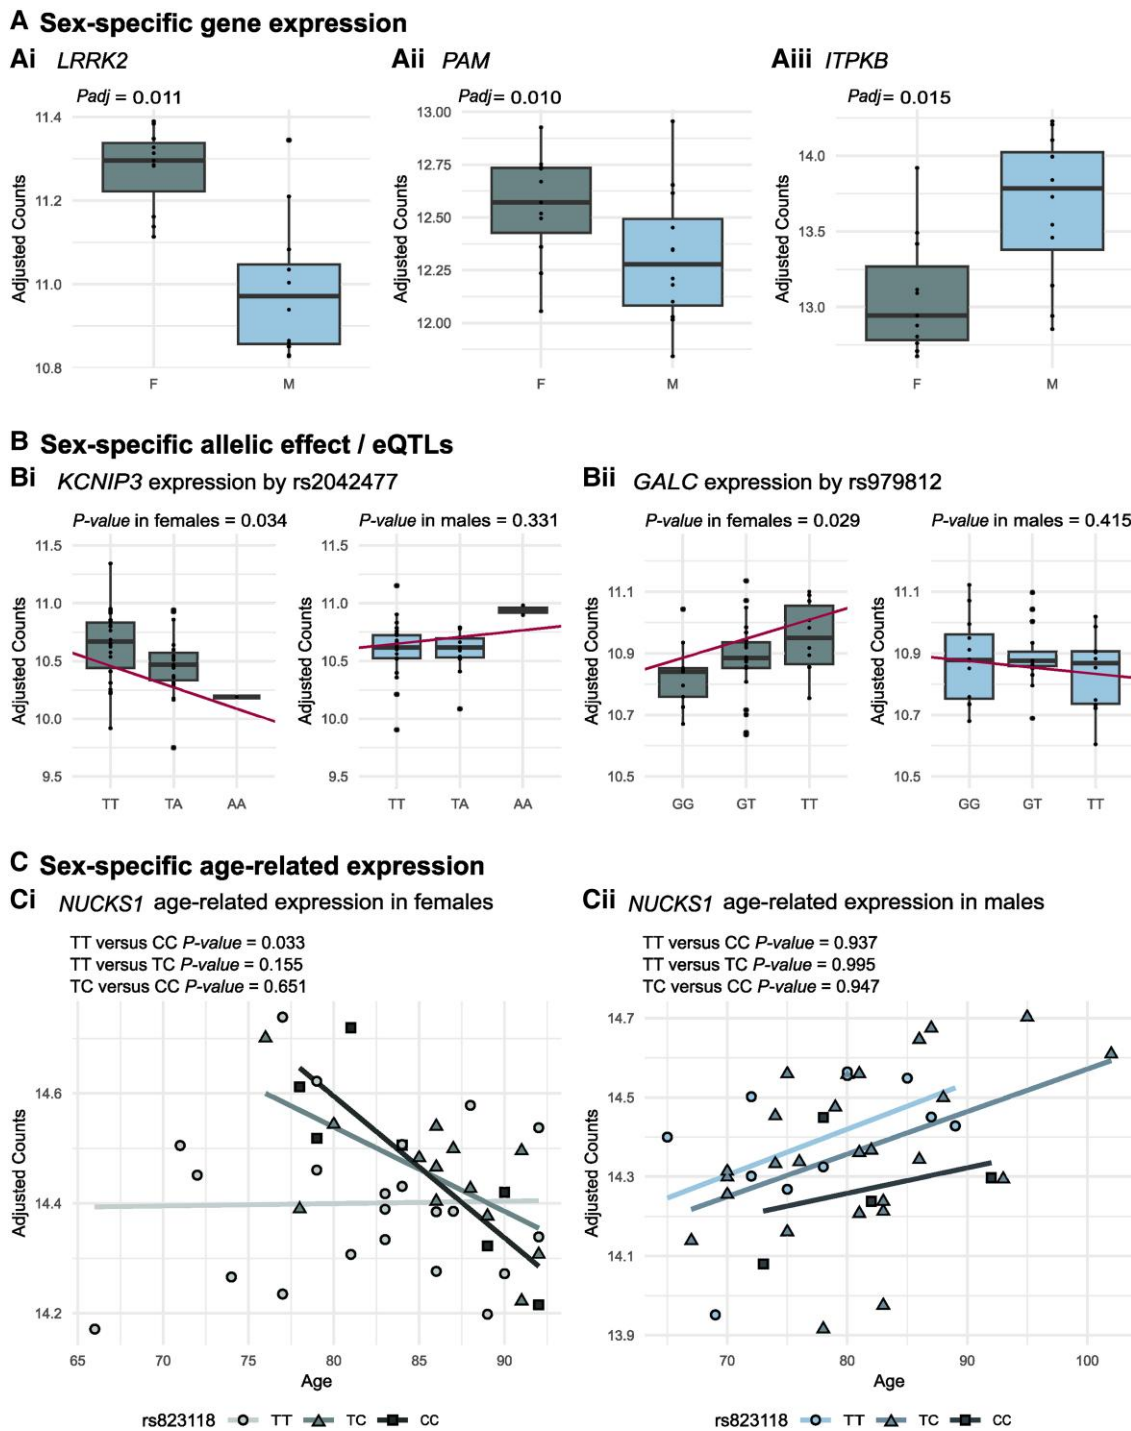 A Sex-specific gene expression
Ai LRRK2
Aii PAM
Aiii ITPKB
Padj = 0.011
Padj= 0.010
Padj= 0.015
Adjusted Counts
11.4
11.2
11.0
10.8
F
M
Adjusted Counts
13.00
12.75
12.50
12.25
12.00
F
M
Adjusted Counts
14.0
13.5
13.0
F
M
B Sex-specific allelic effect / eQTLs
Bi KCNIP3 expression by rs2042477
Bii GALC expression by rs979812
P-value in females = 0.034
P-value in males = 0.331
P-value in females = 0.029
P-value in males = 0.415
Adjusted Counts
11.5
11.0
10.5
10.0
9.5
TT
TA
AA
Adjusted Counts
11.5
11.0
10.5
10.0
9.5
TT
TA
AA
Adjusted Counts
11.1
10.9
10.7
10.5
GG
GT
TT
Adjusted Counts
11.1
10.9
10.7
10.5
GG
GT
TT
C Sex-specific age-related expression
Ci NUCKS1 age-related expression in females
TT versus CC P-value = 0.033
TT versus TC P-value = 0.155
TC versus CC P-value = 0.651
Adjusted Counts
14.6
14.4
14.2
65
70
75
80
85
90
Age
rs823118 TT TC CC
Cii NUCKS1 age-related expression in males
TT versus CC P-value = 0.937
TT versus TC P-value = 0.995
TC versus CC P-value = 0.947
Adjusted Counts
14.7
14.5
14.3
14.1
13.9
70
80
90
100
Age
rs823118 TT TC CC